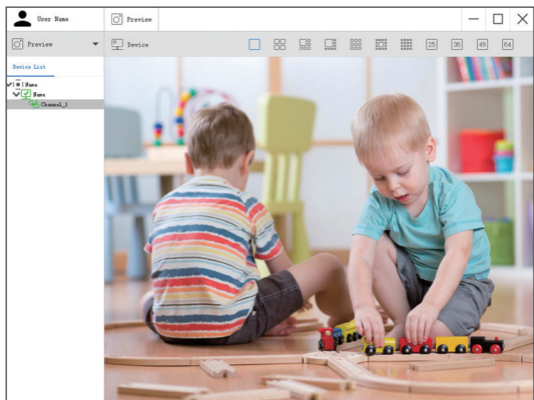 User Name
Preview
Preview
Device
25
36
49
64
Device List
Name
Name
Channel_1